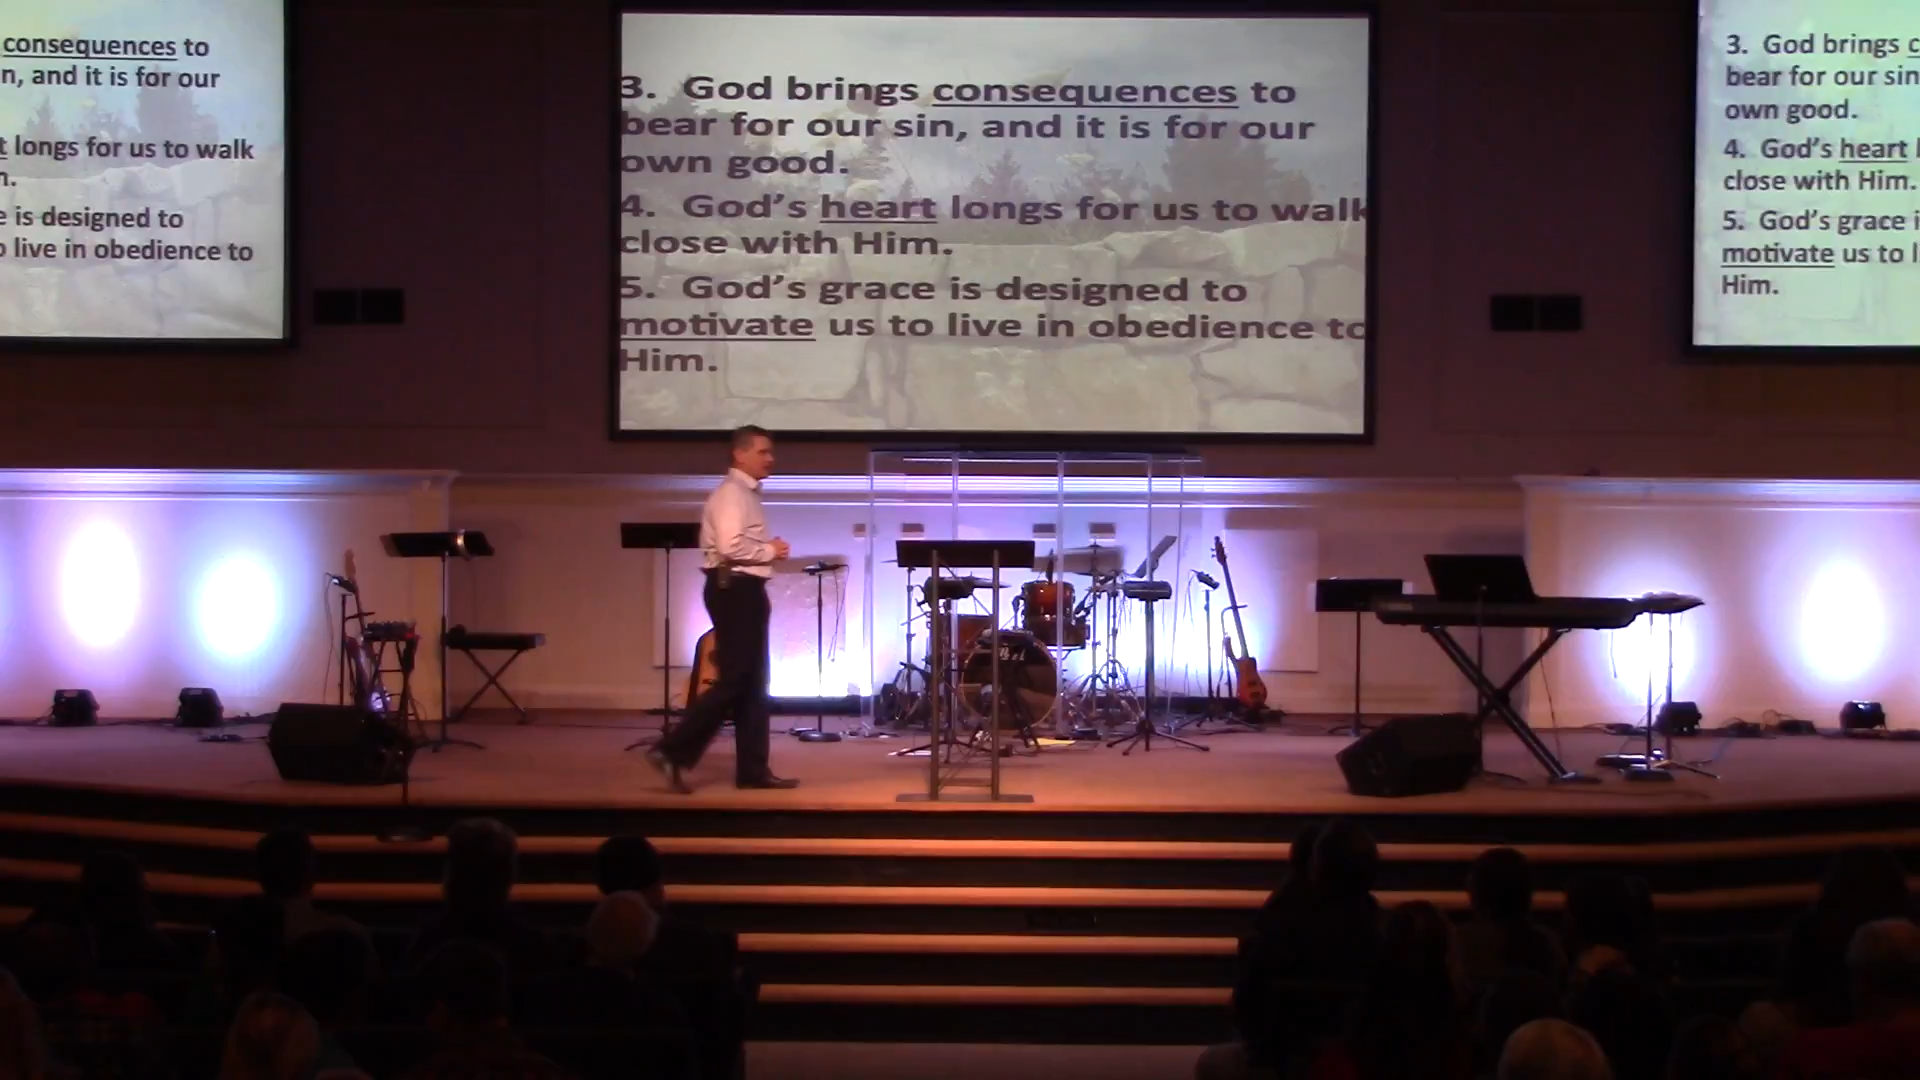 consequences to
n, and it is for our
longs for us to walk
is designed to
live in obedience to
3. God brings consequences to
bear for our sin, and it is for our
own good.
4. God's heart longs for us to walk
close with Him.
5. God's grace is designed to
motivate us to live in obedience to
Him.
3. God brings
bear for our sin
own good.
4. God's heart
close with Him.
5. God's grace
motivate us to
Him.